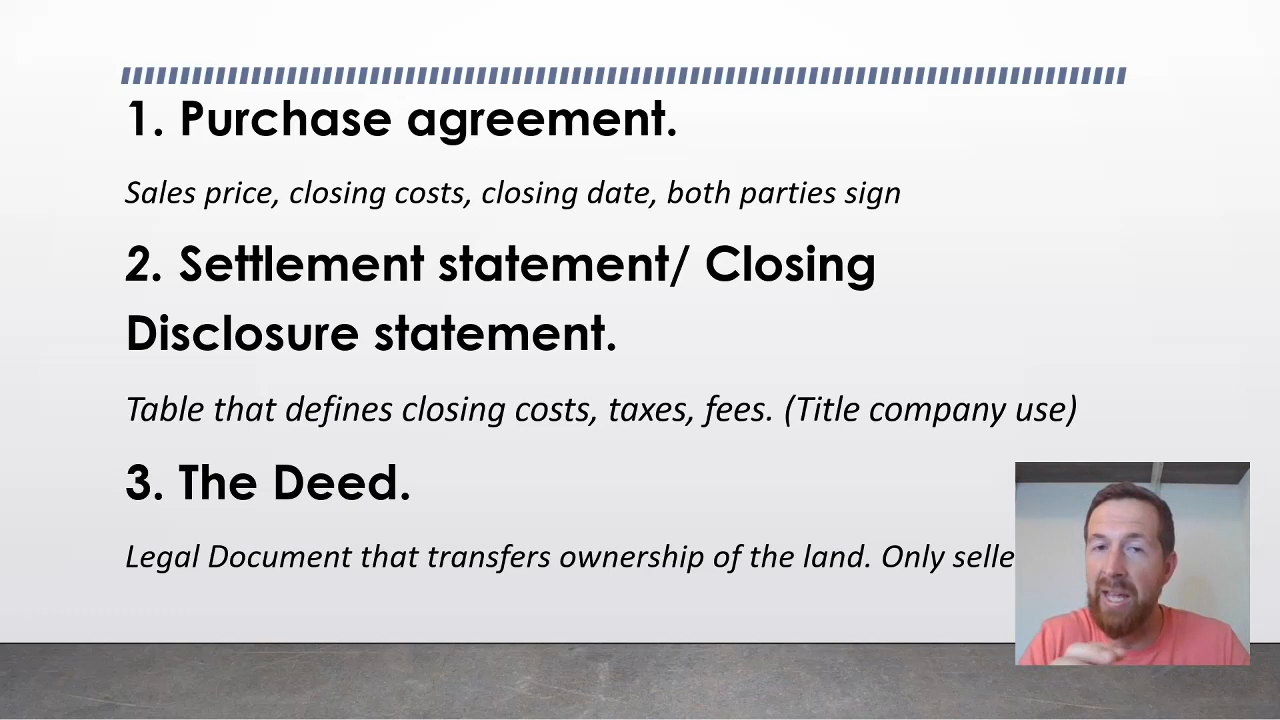 1. Purchase agreement.
Sales price, closing costs, closing date, both parties sign
2. Settlement statement/ Closing
Disclosure statement.
Table that defines closing costs, taxes, fees. (Title company use)
3. The Deed.
Legal Document that transfers ownership of the land. Only selle